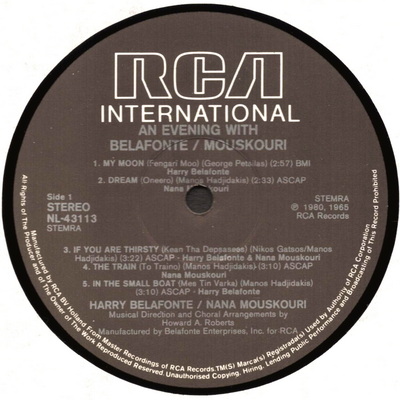 RCA
INTERNATIONAL
AN EVENING WITH
BELAFONTE / MOUSKOURI
1. MY MOON (Fengari Moo) (George Petsilas) (2:57) BMI
Harry Belafonte
2. DREAM (Oneero) (Manos Hadjidakis) (2:33) ASCAP
Nana Mouskouri
Side 1
STEREO
NL-43113
STEMRA
STEMRA
℗ 1980, 1965
RCA Records
3. IF YOU ARE THIRSTY (Kean Tha Deppasees) (Nikos Gatsos/Manos
Hadjidakis) (3:22) ASCAP - Harry Belafonte & Nana Mouskouri
4. THE TRAIN (To Traino) (Manos Hadjidakis) (3:10) ASCAP
Nana Mouskouri
5. IN THE SMALL BOAT (Mes Tin Varka) (Manos Hadjidakis)
(3:10) ASCAP - Harry Belafonte
HARRY BELAFONTE / NANA MOUSKOURI
Musical Direction and Choral Arrangements by
Howard A. Roberts
Manufactured by Belafonte Enterprises, Inc. for RCA
Manufactured by RCA BV-Holland From Master Recordings of RCA Records.TM(S) Marca(s) Registrada(s) Used by Authority of RCA Corporation.
All Rights of The Producer and of The Owner of The Work Reproduced Reserved. Unauthorised Copying, Hiring, Lending Public Performance and Broadcasting of This Record Prohibited